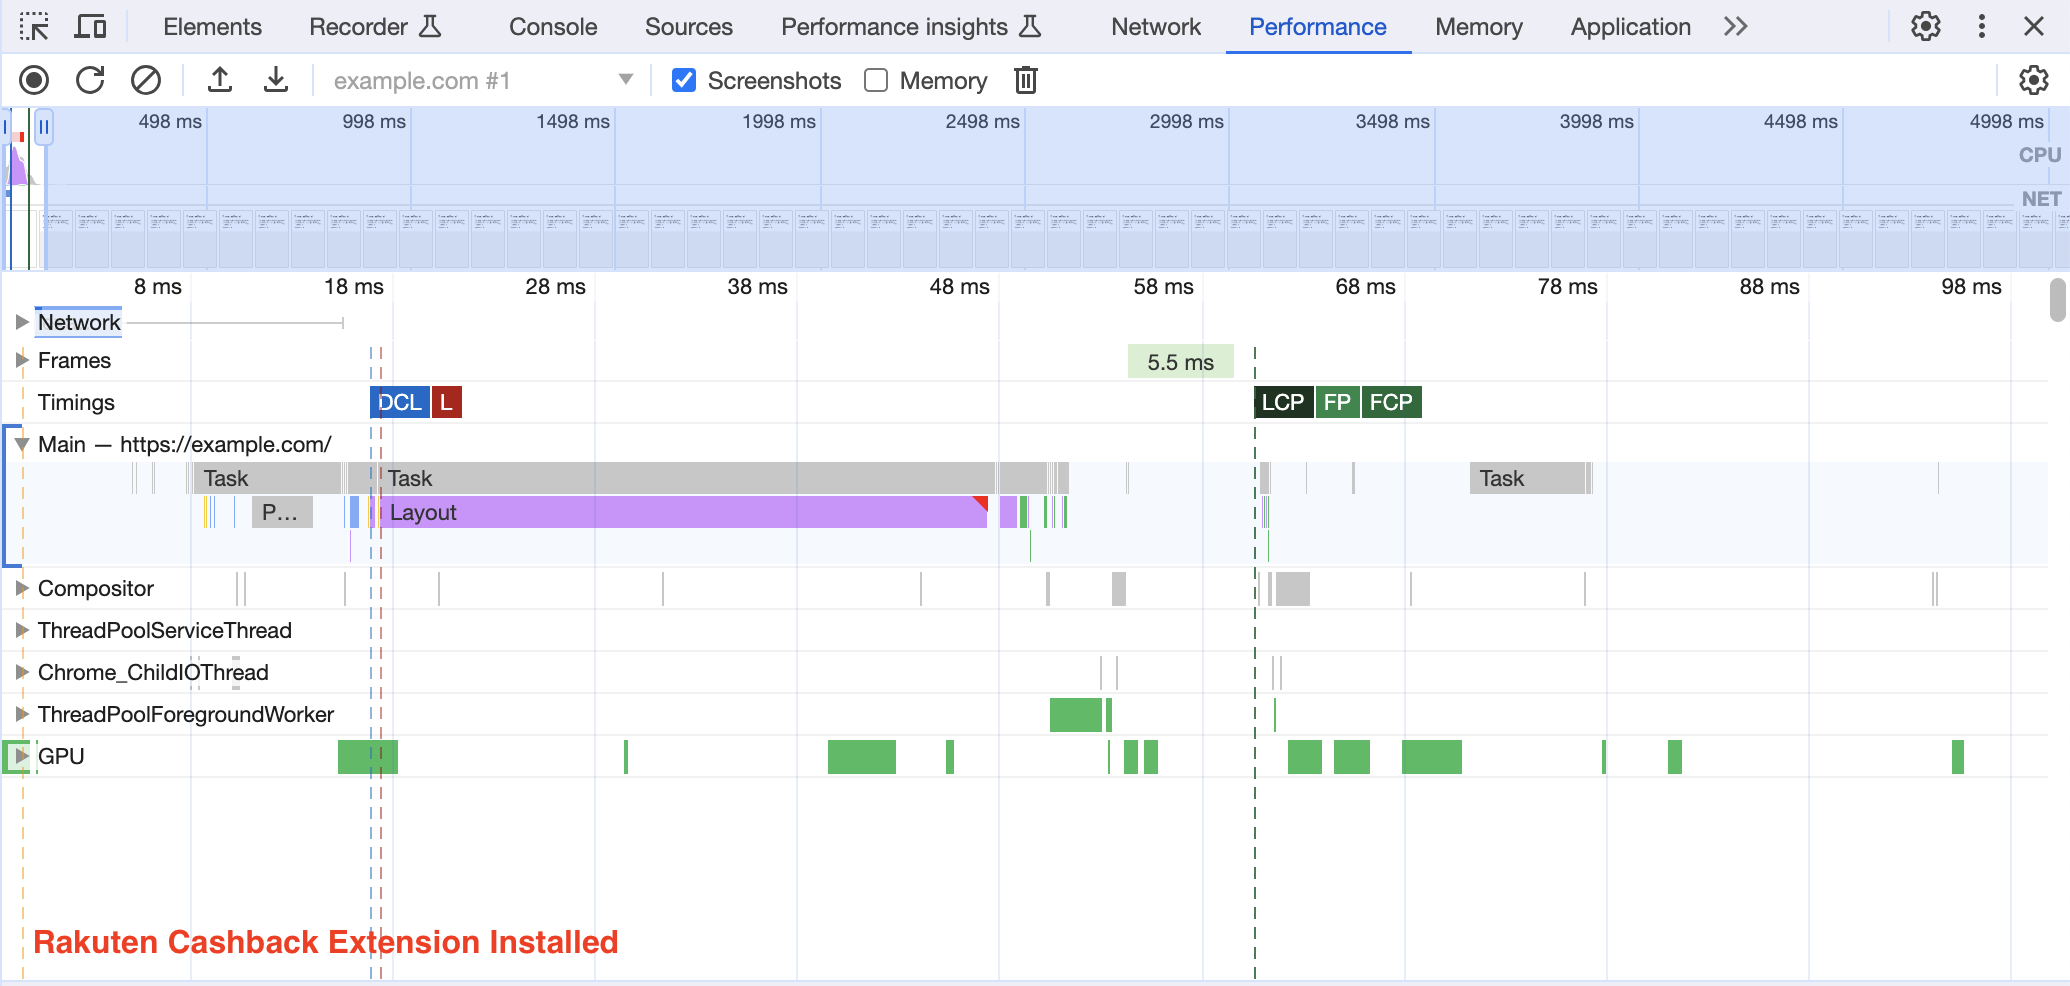 Elements Recorder Console Sources Performance insights Network Performance Memory Application
example.com #1 Screenshots Memory
498 ms 998 ms 1498 ms 1998 ms 2498 ms 2998 ms 3498 ms 3998 ms 4498 ms 4998 ms
CPU
NET
8 ms 18 ms 28 ms 38 ms 48 ms 58 ms 68 ms 78 ms 88 ms 98 ms
Network
Frames 5.5 ms
Timings DCL L LCP FP FCP
Main — https://example.com/
Task Task Task
P... Layout
Compositor
ThreadPoolServiceThread
Chrome_ChildIOThread
ThreadPoolForegroundWorker
GPU
Rakuten Cashback Extension Installed